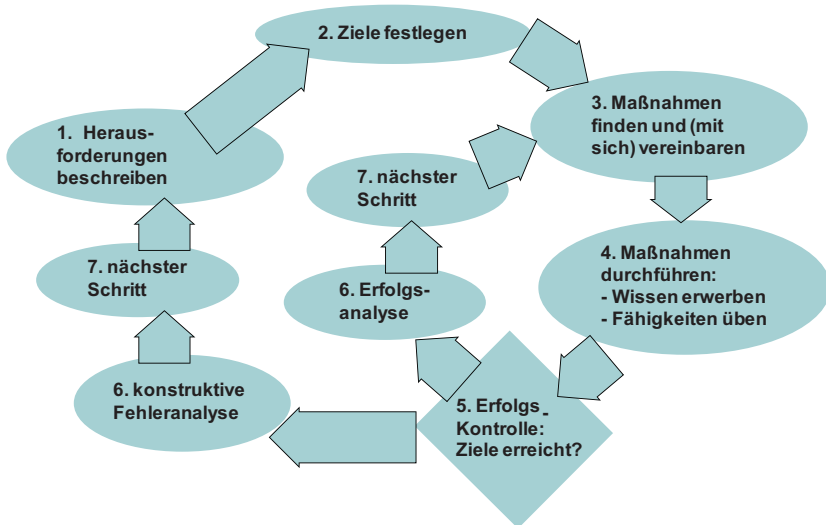 2. Ziele festlegen
1. Heraus-
forderungen
beschreiben
3. Maßnahmen
finden und (mit
sich) vereinbaren
7. nächster
Schritt
4. Maßnahmen
durchführen:
- Wissen erwerben
- Fähigkeiten üben
7. nächster
Schritt
6. Erfolgs-
analyse
5. Erfolgs-
Kontrolle:
Ziele erreicht?
6. konstruktive
Fehleranalyse